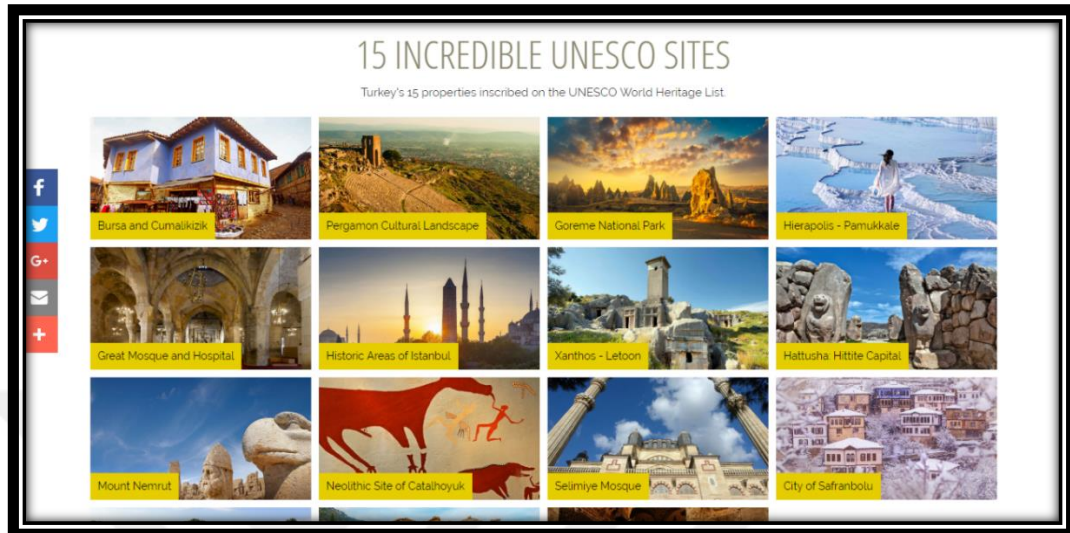 15 INCREDIBLE UNESCO SITES
Turkey's 15 properties inscribed on the UNESCO World Heritage List.
Bursa and Cumalikizik
Pergamon Cultural Landscape
Goreme National Park
Hierapolis - Pamukkale
f
G+
+
Great Mosque and Hospital
Historic Areas of Istanbul
Xanthos - Letoon
Hattusha: Hittite Capital
Mount Nemrut
Neolithic Site of Catalhoyuk
Selimiye Mosque
City of Safranbolu